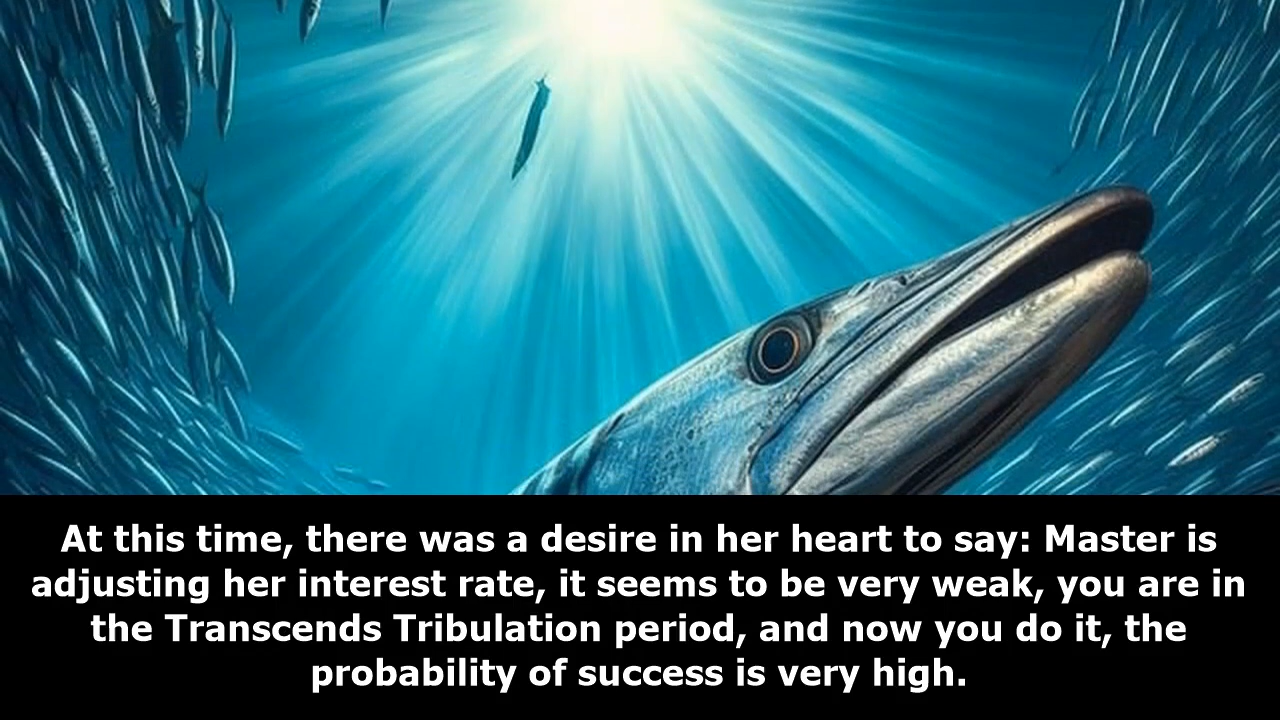 At this time, there was a desire in her heart to say: Master is
adjusting her interest rate, it seems to be very weak, you are in
the Transcends Tribulation period, and now you do it, the
probability of success is very high.